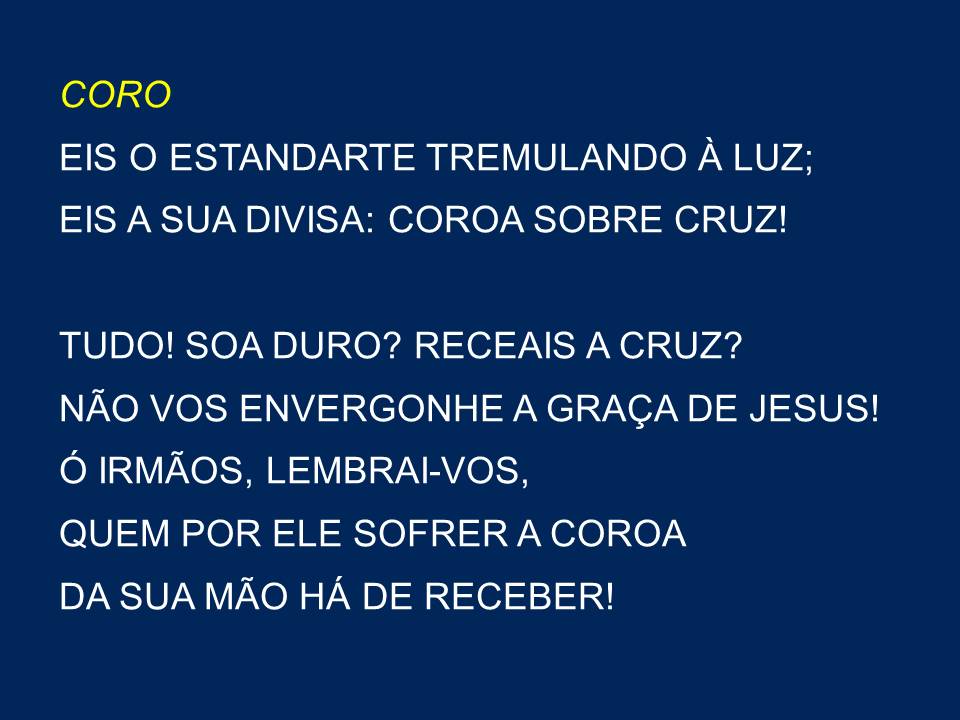 CORO
EIS O ESTANDARTE TREMULANDO À LUZ;
EIS A SUA DIVISA: COROA SOBRE CRUZ!
TUDO! SOA DURO? RECEAIS A CRUZ?
NÃO VOS ENVERGONHE A GRAÇA DE JESUS!
Ó IRMÃOS, LEMBRAI-VOS,
QUEM POR ELE SOFRER A COROA
DA SUA MÃO HÁ DE RECEBER!